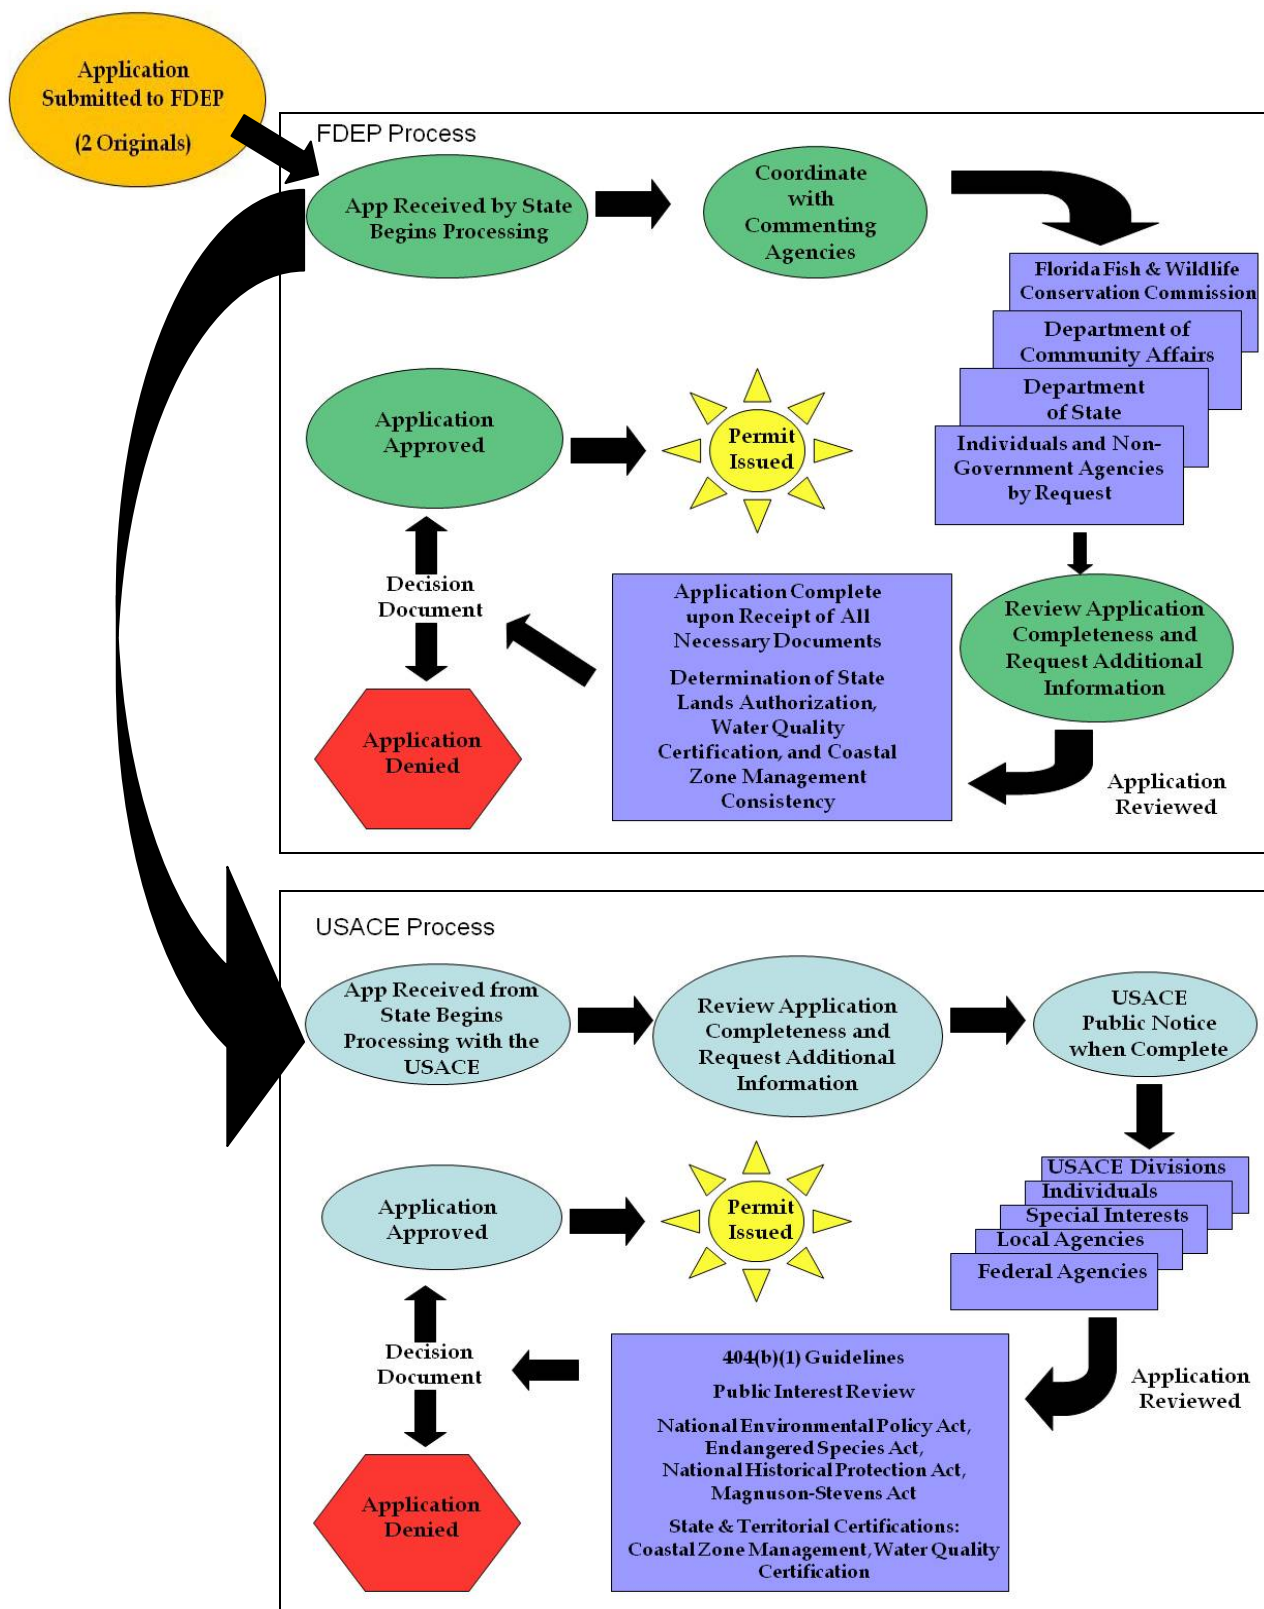 Application
Submitted to FDEP
(2 Originals)
FDEP Process
App Received by State
Begins Processing
Coordinate
with
Commenting
Agencies
Florida Fish & Wildlife
Conservation Commission
Department of
Community Affairs
Department
of State
Individuals and Non-
Government Agencies
by Request
Application
Approved
Permit
Issued
Decision
Document
Application
Denied
Application Complete
upon Receipt of All
Necessary Documents
Determination of State
Lands Authorization,
Water Quality
Certification, and Coastal
Zone Management
Consistency
Review Application
Completeness and
Request Additional
Information
Application
Reviewed
USACE Process
App Received from
State Begins
Processing with the
USACE
Review Application
Completeness and
Request Additional
Information
USACE
Public Notice
when Complete
USACE Divisions
Individuals
Special Interests
Local Agencies
Federal Agencies
Application
Approved
Permit
Issued
Decision
Document
Application
Denied
404(b)(1) Guidelines
Public Interest Review
National Environmental Policy Act,
Endangered Species Act,
National Historical Protection Act,
Magnuson-Stevens Act
State & Territorial Certifications:
Coastal Zone Management, Water Quality
Certification
Application
Reviewed